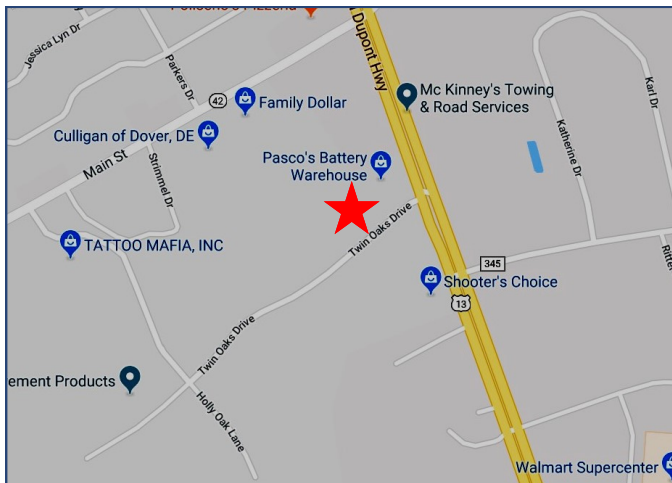 Jessica Lyn Dr
Parkers Dr
Dupont Hwy
42
Family Dollar
Mc Kinney's Towing
& Road Services
Karl Dr
Culligan of Dover, DE
Main St
Strimmel Dr
Pasco's Battery
Warehouse
Katherine Dr
Twin Oaks Drive
TATTOO MAFIA, INC
345
Shooter's Choice
13
Twin Oaks Drive
ement Products
Holly Oak Lane
Walmart Supercenter